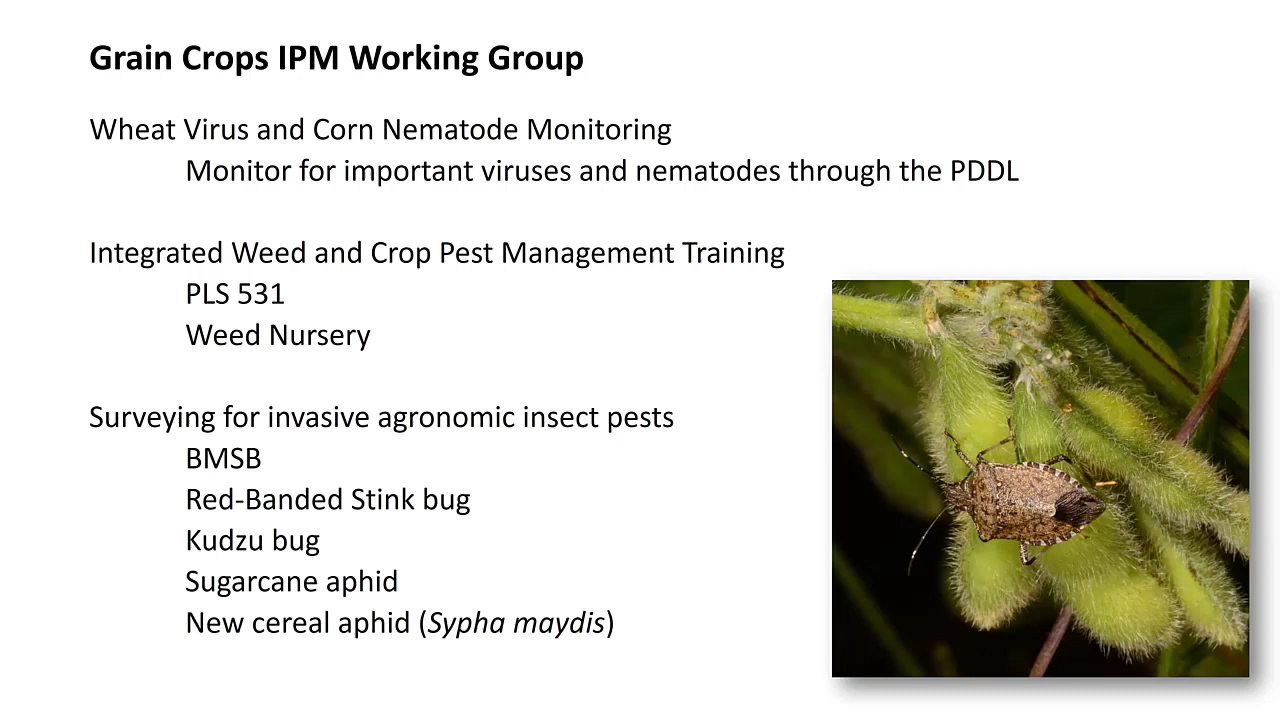 Grain Crops IPM Working Group
Wheat Virus and Corn Nematode Monitoring
Monitor for important viruses and nematodes through the PDDL
Integrated Weed and Crop Pest Management Training
PLS 531
Weed Nursery
Surveying for invasive agronomic insect pests
BMSB
Red-Banded Stink bug
Kudzu bug
Sugarcane aphid
New cereal aphid (Sypha maydis)